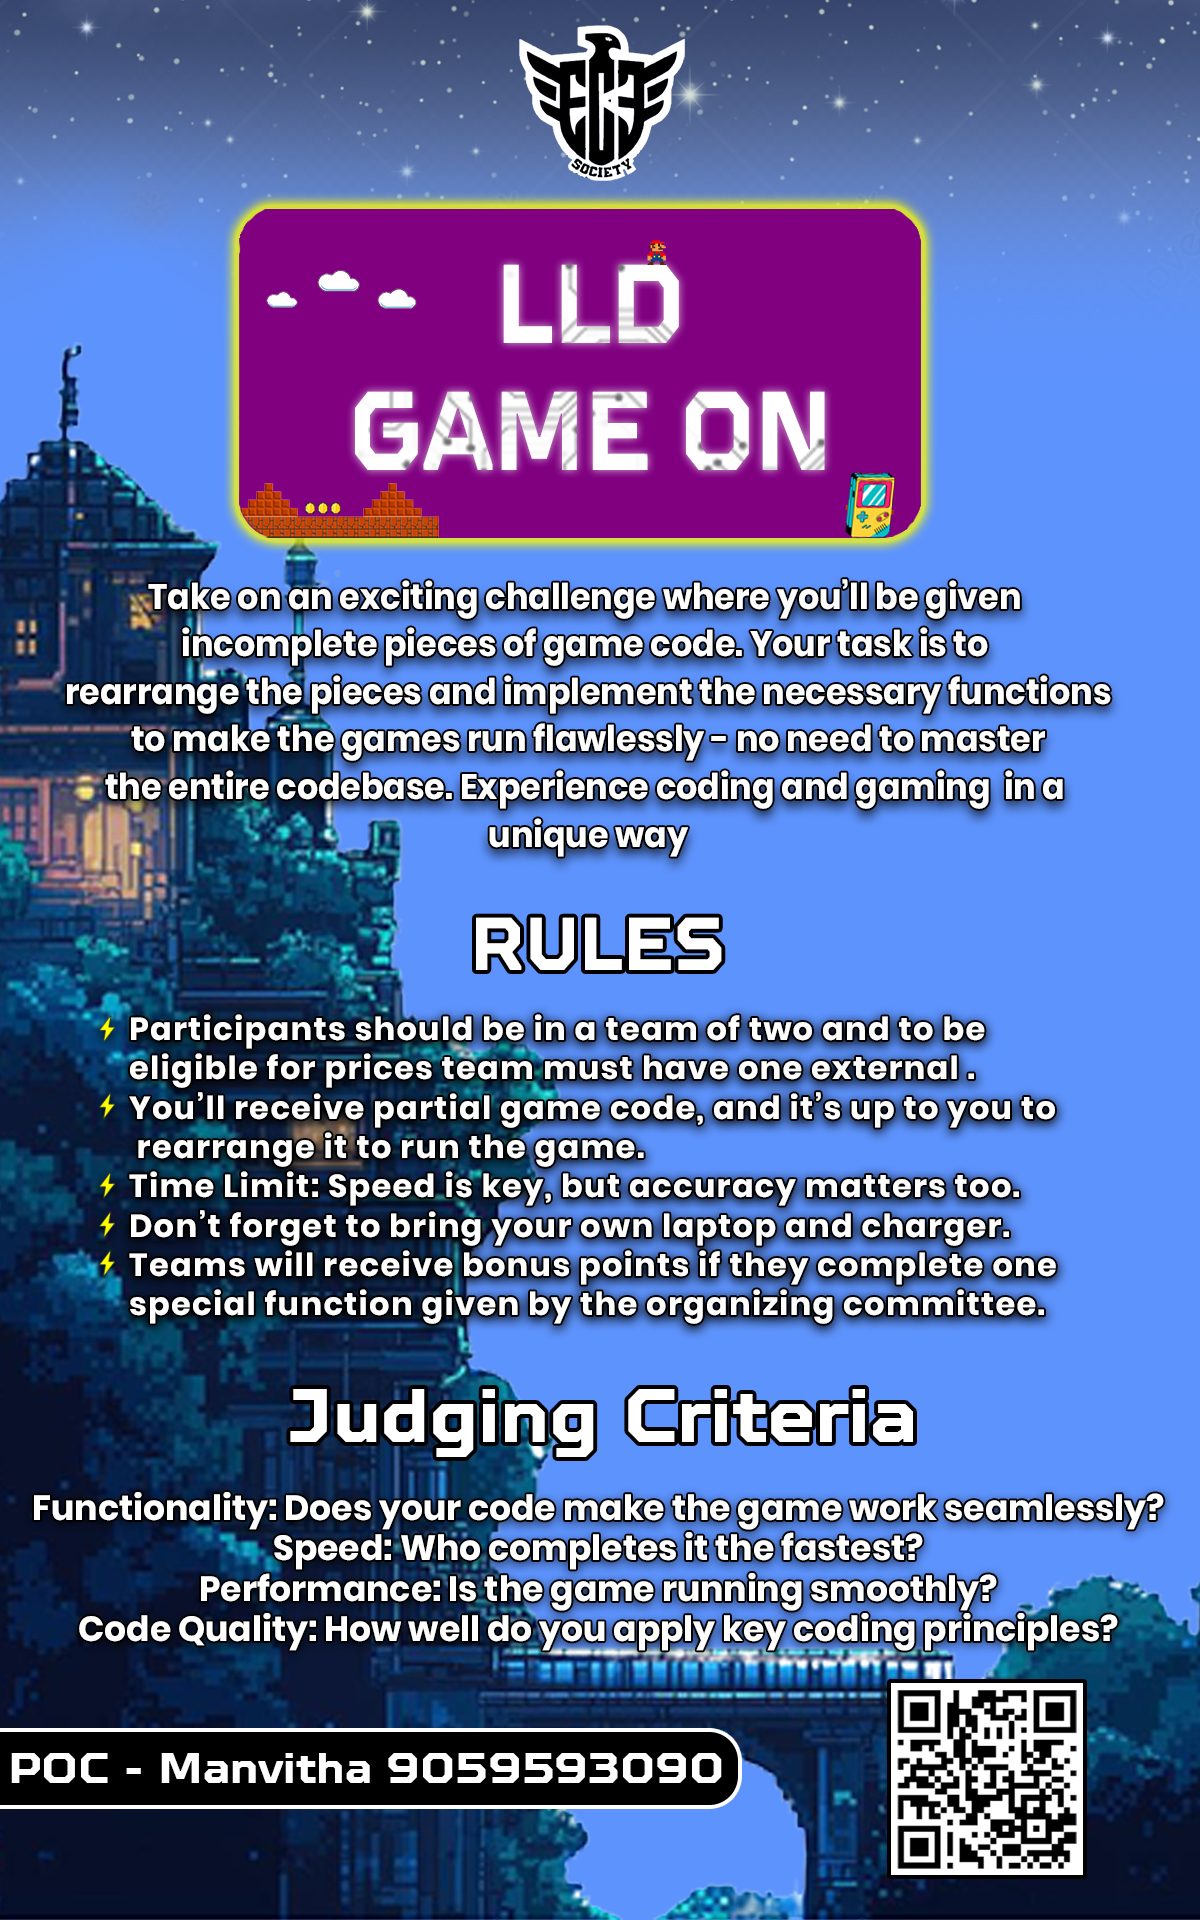 ECE
SOCIETY
LLD
GAME ON
Take on an exciting challenge where you'll be given
incomplete pieces of game code. Your task is to
rearrange the pieces and implement the necessary functions
to make the games run flawlessly - no need to master
the entire codebase. Experience coding and gaming in a
unique way
RULES
Participants should be in a team of two and to be
eligible for prices team must have one external .
You'll receive partial game code, and it's up to you to
rearrange it to run the game.
Time Limit: Speed is key, but accuracy matters too.
Don't forget to bring your own laptop and charger.
Teams will receive bonus points if they complete one
special function given by the organizing committee.
Judging Criteria
Functionality: Does your code make the game work seamlessly?
Speed: Who completes it the fastest?
Performance: Is the game running smoothly?
Code Quality: How well do you apply key coding principles?
POC - Manvitha 9059593090